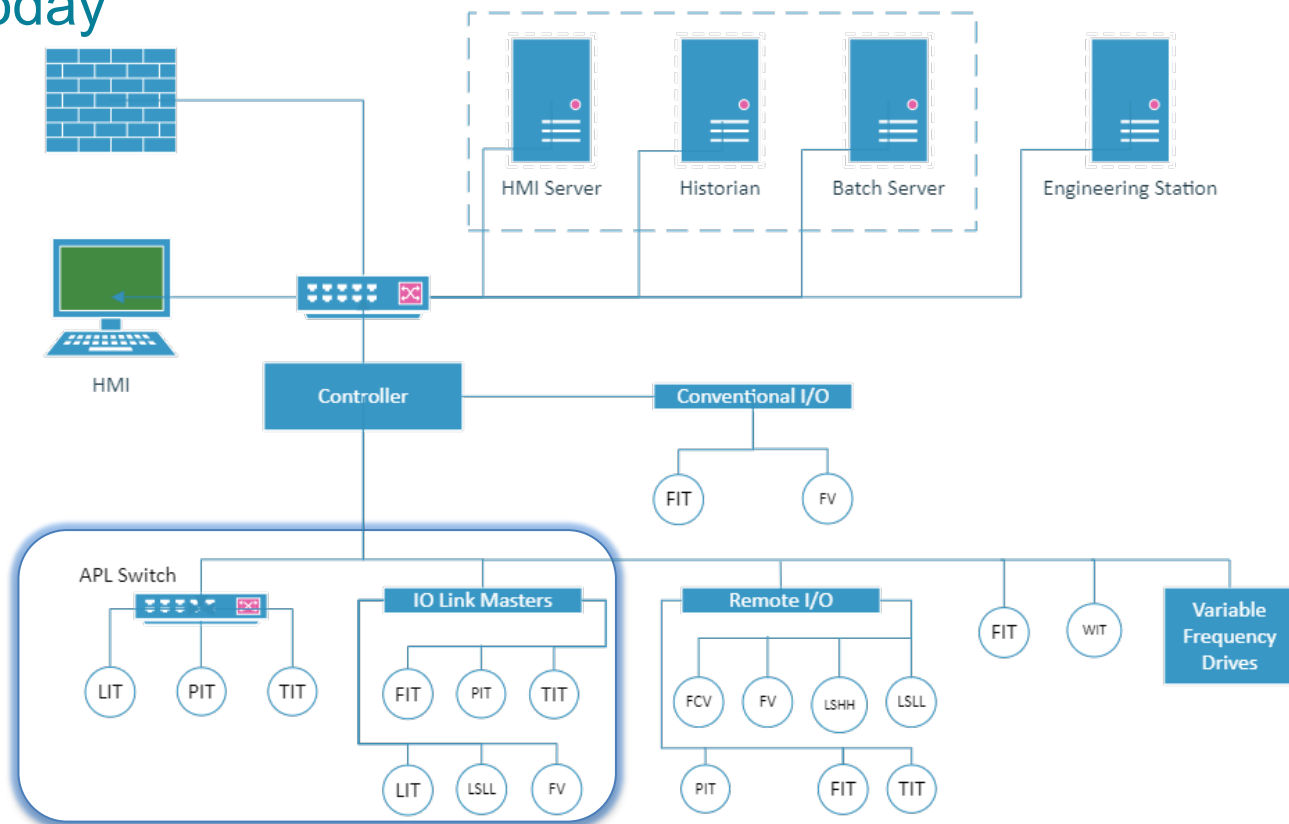 oday
HMI Server
Historian
Batch Server
Engineering Station
HMI
Controller
Conventional I/O
FIT
FV
APL Switch
IO Link Masters
Remote I/O
Variable
Frequency
Drives
FIT
WIT
LIT
PIT
TIT
FIT
PIT
TIT
FCV
FV
LSHH
LSLL
LIT
LSLL
FV
PIT
FIT
TIT